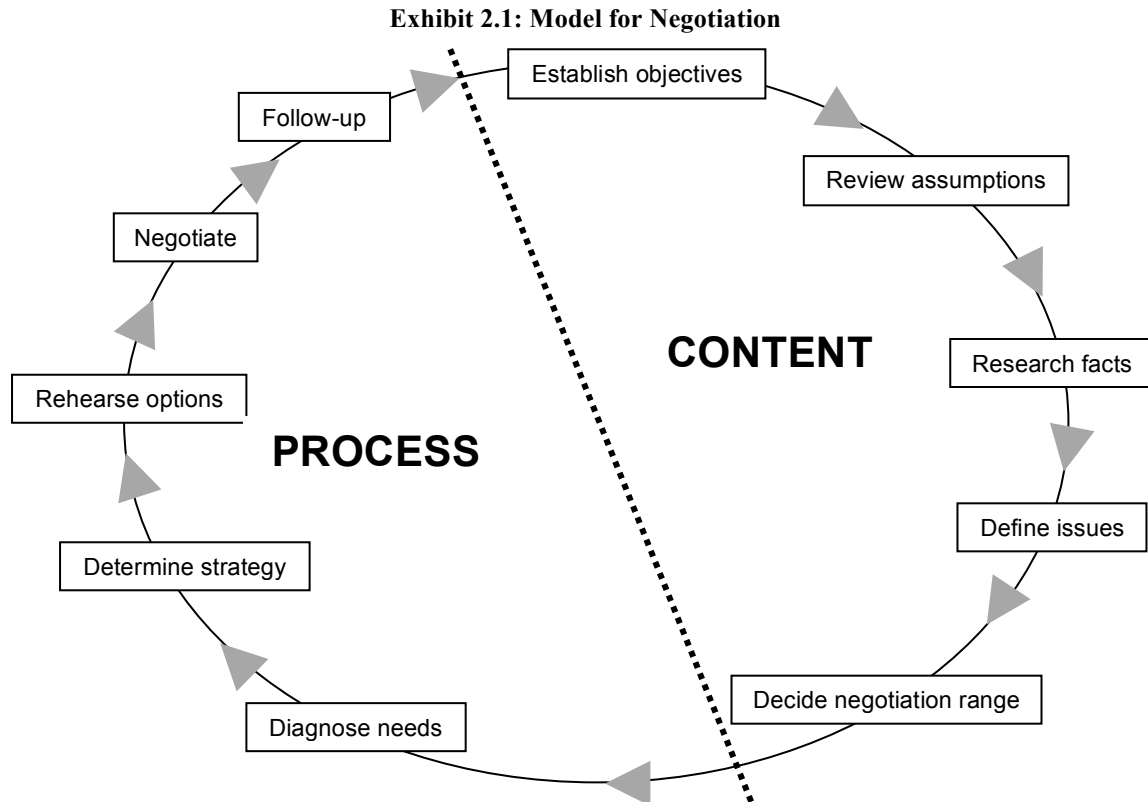 Exhibit 2.1: Model for Negotiation
Establish objectives
Follow-up
Review assumptions
Negotiate
CONTENT
Research facts
Rehearse options
PROCESS
Define issues
Determine strategy
Decide negotiation range
Diagnose needs